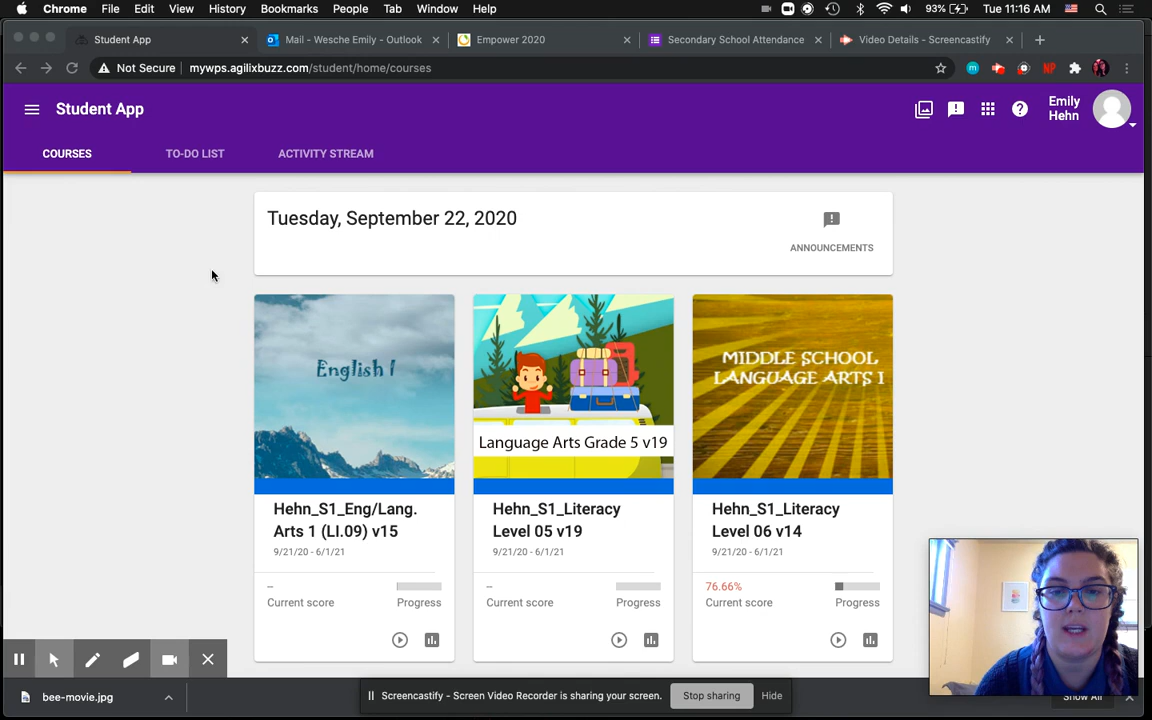 Chrome File Edit View History Bookmarks People Tab Window Help 93% Tue 11:16 AM
Student App Mail - Wesche Emily - Outlook Empower 2020 Secondary School Attendance Video Details - Screencastify
Not Secure mywps.agilixbuzz.com/student/home/courses
Student App
Emily
Hehn
COURSES TO-DO LIST ACTIVITY STREAM
Tuesday, September 22, 2020
ANNOUNCEMENTS
English I
Language Arts Grade 5 v19
MIDDLE SCHOOL
LANGUAGE ARTS I
Hehn_S1_Eng/Lang.
Arts 1 (LI.09) v15
9/21/20 - 6/1/21
–
Current score Progress
Hehn_S1_Literacy
Level 05 v19
9/21/20 - 6/1/21
–
Current score Progress
Hehn_S1_Literacy
Level 06 v14
9/21/20 - 6/1/21
76.66%
Current score Progress
bee-movie.jpg
Screencastify - Screen Video Recorder is sharing your screen. Stop sharing Hide
Show All